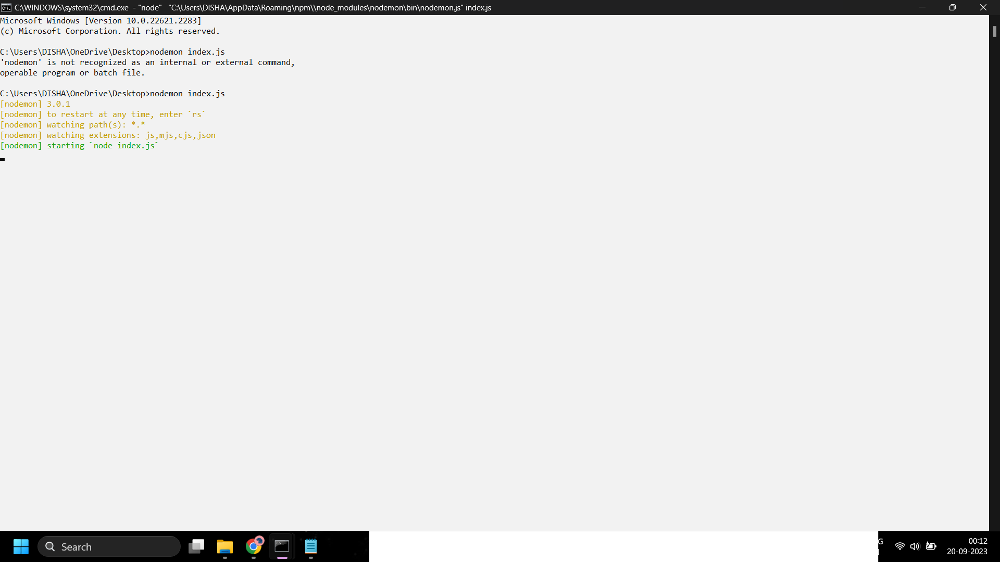 C:\WINDOWS\system32\cmd.exe - "node" "C:\Users\DISHA\AppData\Roaming\npm\\node_modules\nodemon\bin\nodemon.js" index.js
Microsoft Windows [Version 10.0.22621.2283]
(c) Microsoft Corporation. All rights reserved.
C:\Users\DISHA\OneDrive\Desktop>nodemon index.js
'nodemon' is not recognized as an internal or external command,
operable program or batch file.
C:\Users\DISHA\OneDrive\Desktop>nodemon index.js
[nodemon] 3.0.1
[nodemon] to restart at any time, enter `rs`
[nodemon] watching path(s): *.*
[nodemon] watching extensions: js,mjs,cjs,json
[nodemon] starting `node index.js`
Search
G
00:12
20-09-2023